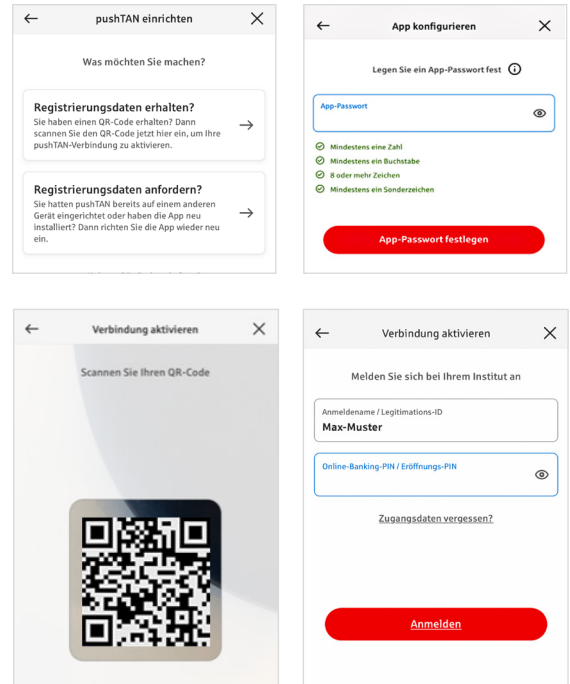 pushTAN einrichten
Was möchten Sie machen?
Registrierungsdaten erhalten?
Sie haben einen QR-Code erhalten? Dann
scannen Sie den QR-Code jetzt hier ein, um Ihre
pushTAN-Verbindung zu aktivieren.
Registrierungsdaten anfordern?
Sie hatten pushTAN bereits auf einem anderen
Gerät eingerichtet oder haben die App neu
installiert? Dann richten Sie die App wieder neu
ein.
App konfigurieren
Legen Sie ein App-Passwort fest
App-Passwort
Mindestens eine Zahl
Mindestens ein Buchstabe
8 oder mehr Zeichen
Mindestens ein Sonderzeichen
App-Passwort festlegen
Verbindung aktivieren
Scannen Sie Ihren QR-Code
Verbindung aktivieren
Melden Sie sich bei Ihrem Institut an
Anmeldename / Legitimations-ID
Max-Muster
Online-Banking-PIN / Eröffnungs-PIN
Zugangsdaten vergessen?
Anmelden